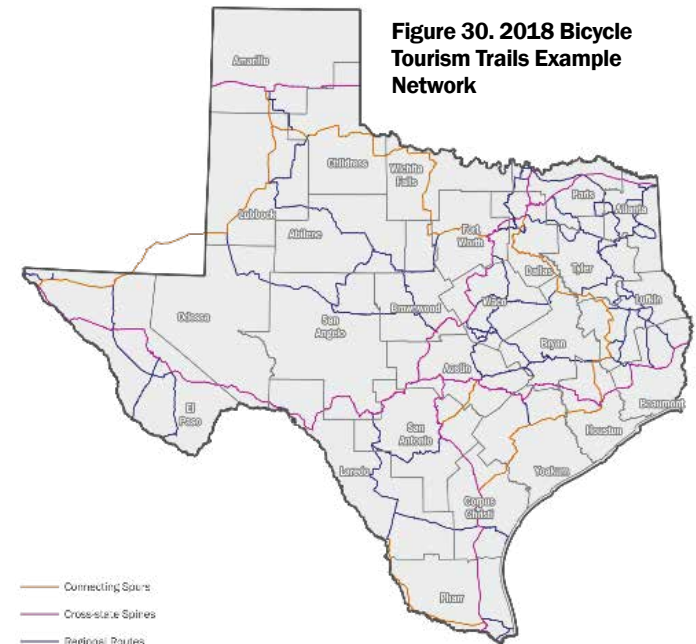 Figure 30. 2018 Bicycle
Tourism Trails Example
Network
Amarillo
Childress
Wichita
Falls
Paris
Atlanta
Lubbock
Abilene
Fort
Worth
Dallas
Tyler
Odessa
San
Angelo
Brownwood
Waco
Lufkin
Bryan
Austin
El
Paso
San
Antonio
Houston
Beaumont
Laredo
Yoakum
Corpus
Christi
Pharr
Connecting Spurs
Cross-state Spines
Regional Routes